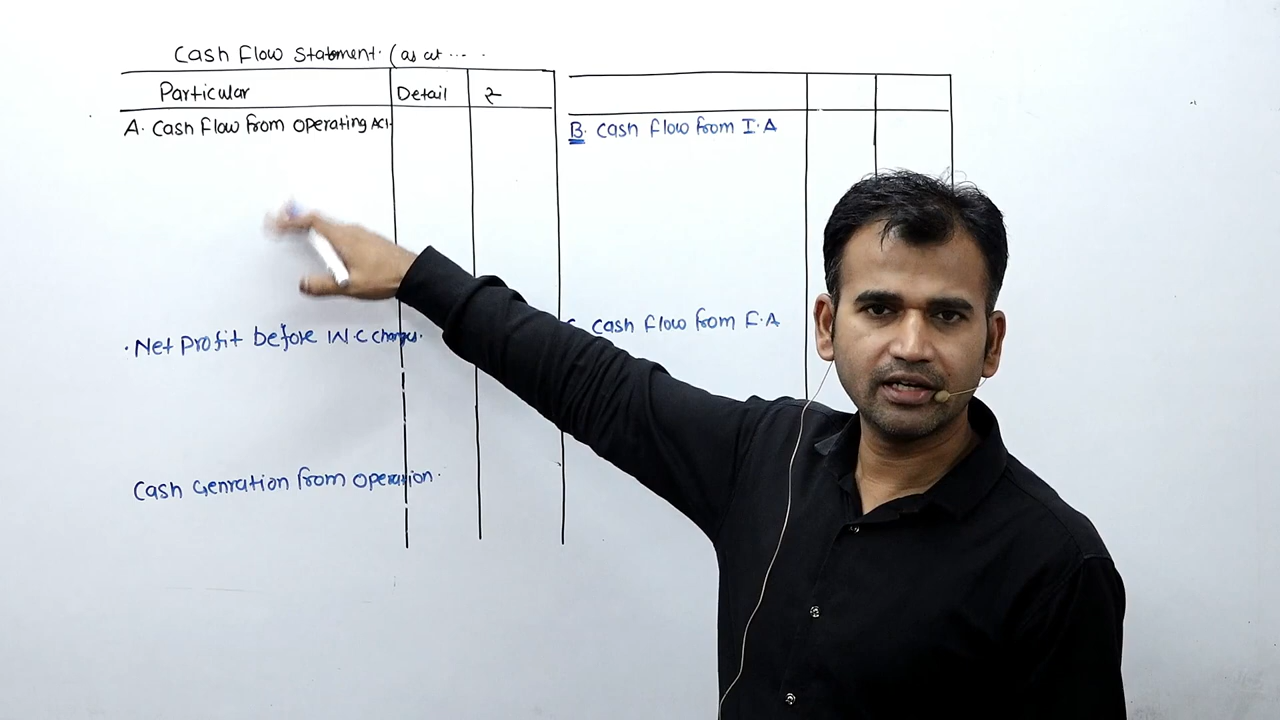 Cash Flow Statement. (as at ....
Particular Detail ₹
A. Cash Flow from Operating Act.
. Net Profit before W.C changes.
Cash Genration from operation.
B. Cash flow from I.A
C. Cash flow from F.A